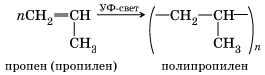 nCH₂=CH УФ-свет (—CH₂—CH—)ₙ
CH₃ CH₃
пропен (пропилен) полипропилен